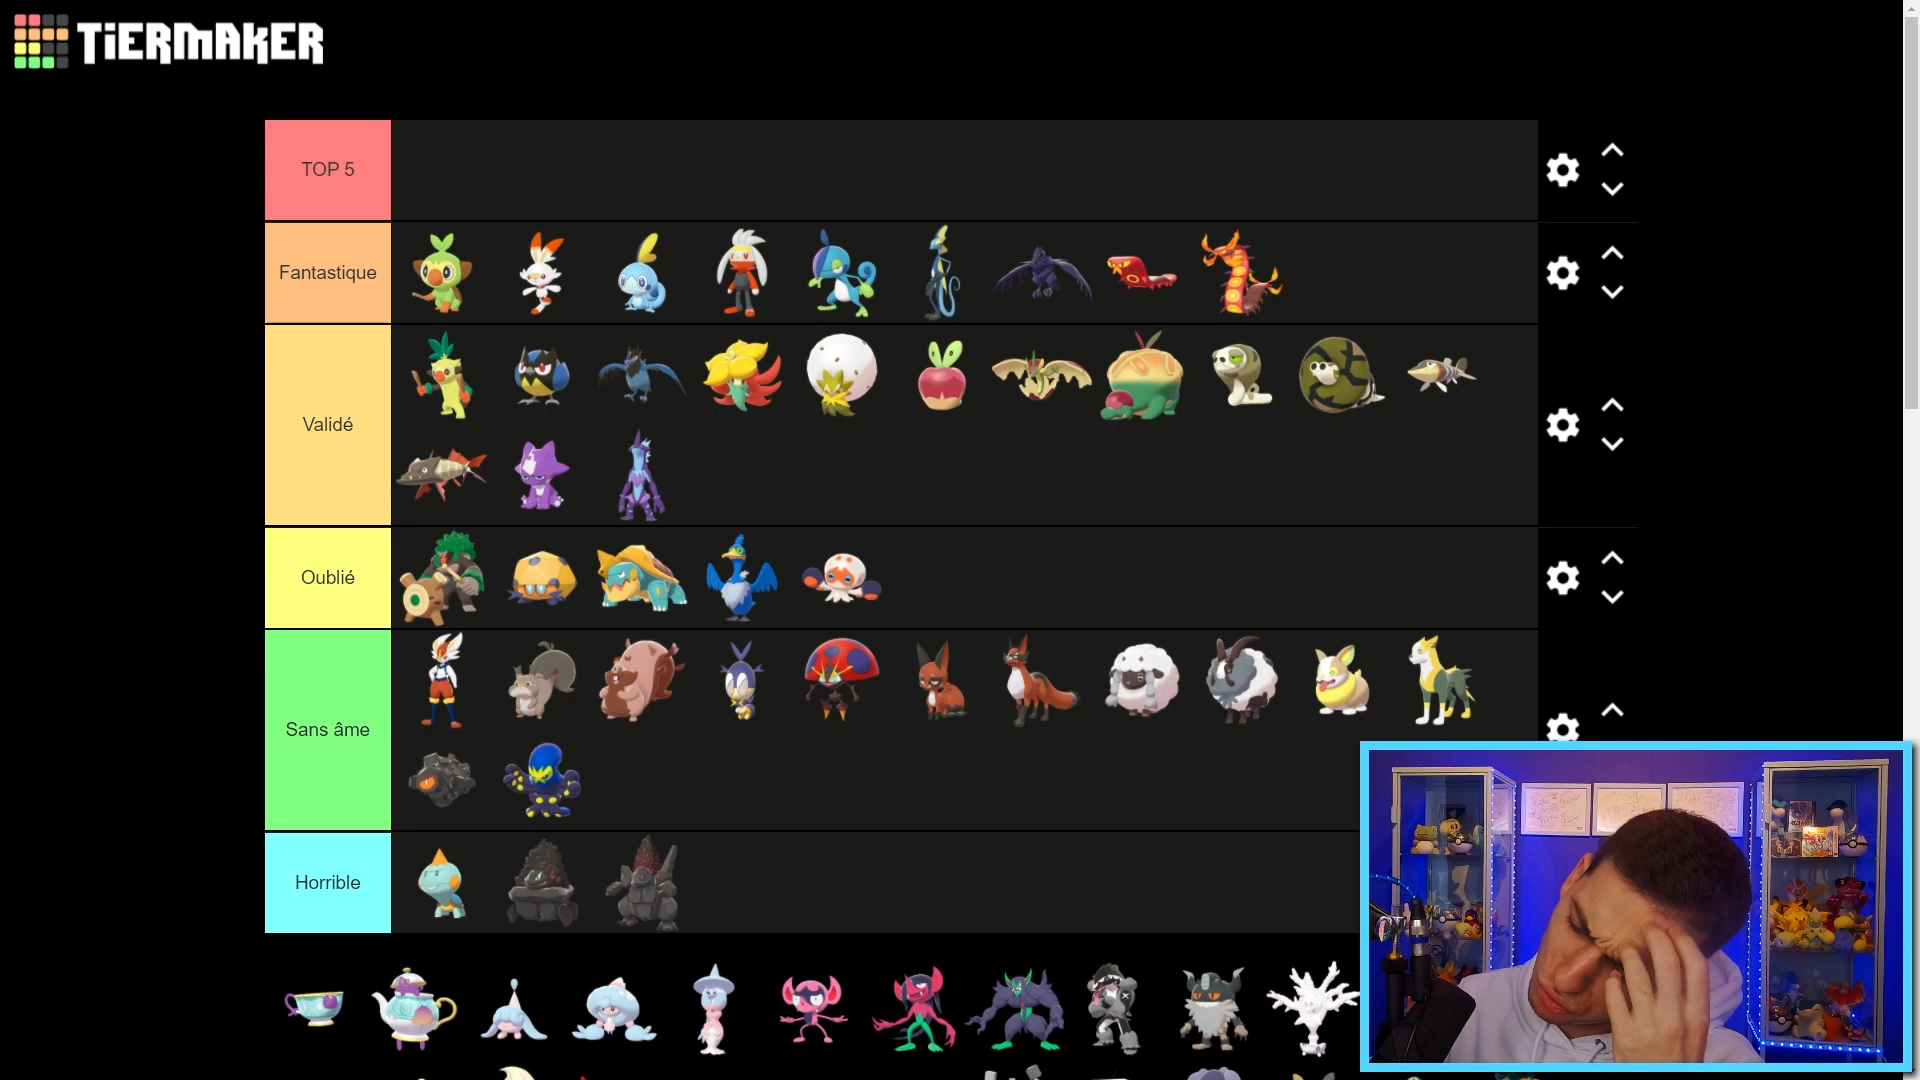 TiERMAKER
TOP 5
Fantastique
Validé
Oublié
Sans âme
Horrible